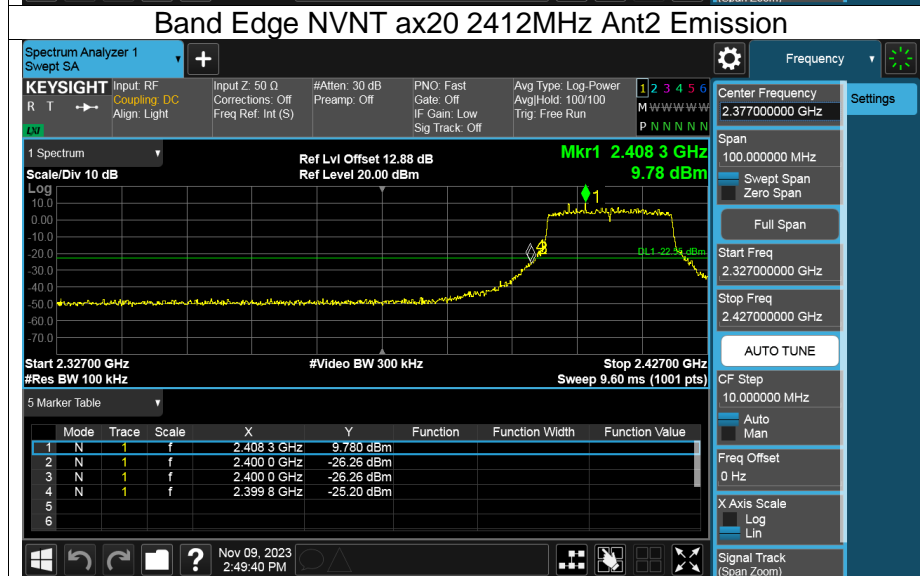 (Span Zoom)
Band Edge NVNT ax20 2412MHz Ant2 Emission
Spectrum Analyzer 1
Swept SA
+
Frequency
KEYSIGHT
R T
LXI
Input: RF
Coupling: DC
Align: Light
Input Z: 50 Ω
Corrections: Off
Freq Ref: Int (S)
#Atten: 30 dB
Preamp: Off
PNO: Fast
Gate: Off
IF Gain: Low
Sig Track: Off
Avg Type: Log-Power
Avg|Hold: 100/100
Trig: Free Run
1 2 3 4 5 6
M W W W W W
P N N N N N
1 Spectrum
Scale/Div 10 dB
Ref Lvl Offset 12.88 dB
Ref Level 20.00 dBm
Mkr1 2.408 3 GHz
9.78 dBm
Log
10.0
0.00
-10.0
-20.0
-30.0
-40.0
-50.0
-60.0
-70.0
1
Start 2.32700 GHz
#Res BW 100 kHz
#Video BW 300 kHz
Stop 2.42700 GHz
Sweep 9.60 ms (1001 pts)
5 Marker Table
Mode Trace Scale X Y Function Function Width Function Value
1 N 1 f 2.408 3 GHz 9.780 dBm
2 N 1 f 2.400 0 GHz -26.26 dBm
3 N 1 f 2.400 0 GHz -26.26 dBm
4 N 1 f 2.399 8 GHz -25.20 dBm
5
6
?
Nov 09, 2023
2:49:40 PM
Center Frequency
2.377000000 GHz
Span
100.000000 MHz
Swept Span
Zero Span
Full Span
Start Freq
2.327000000 GHz
Stop Freq
2.427000000 GHz
AUTO TUNE
CF Step
10.000000 MHz
Auto
Man
Freq Offset
0 Hz
X Axis Scale
Log
Lin
Signal Track
(Span Zoom)
Settings